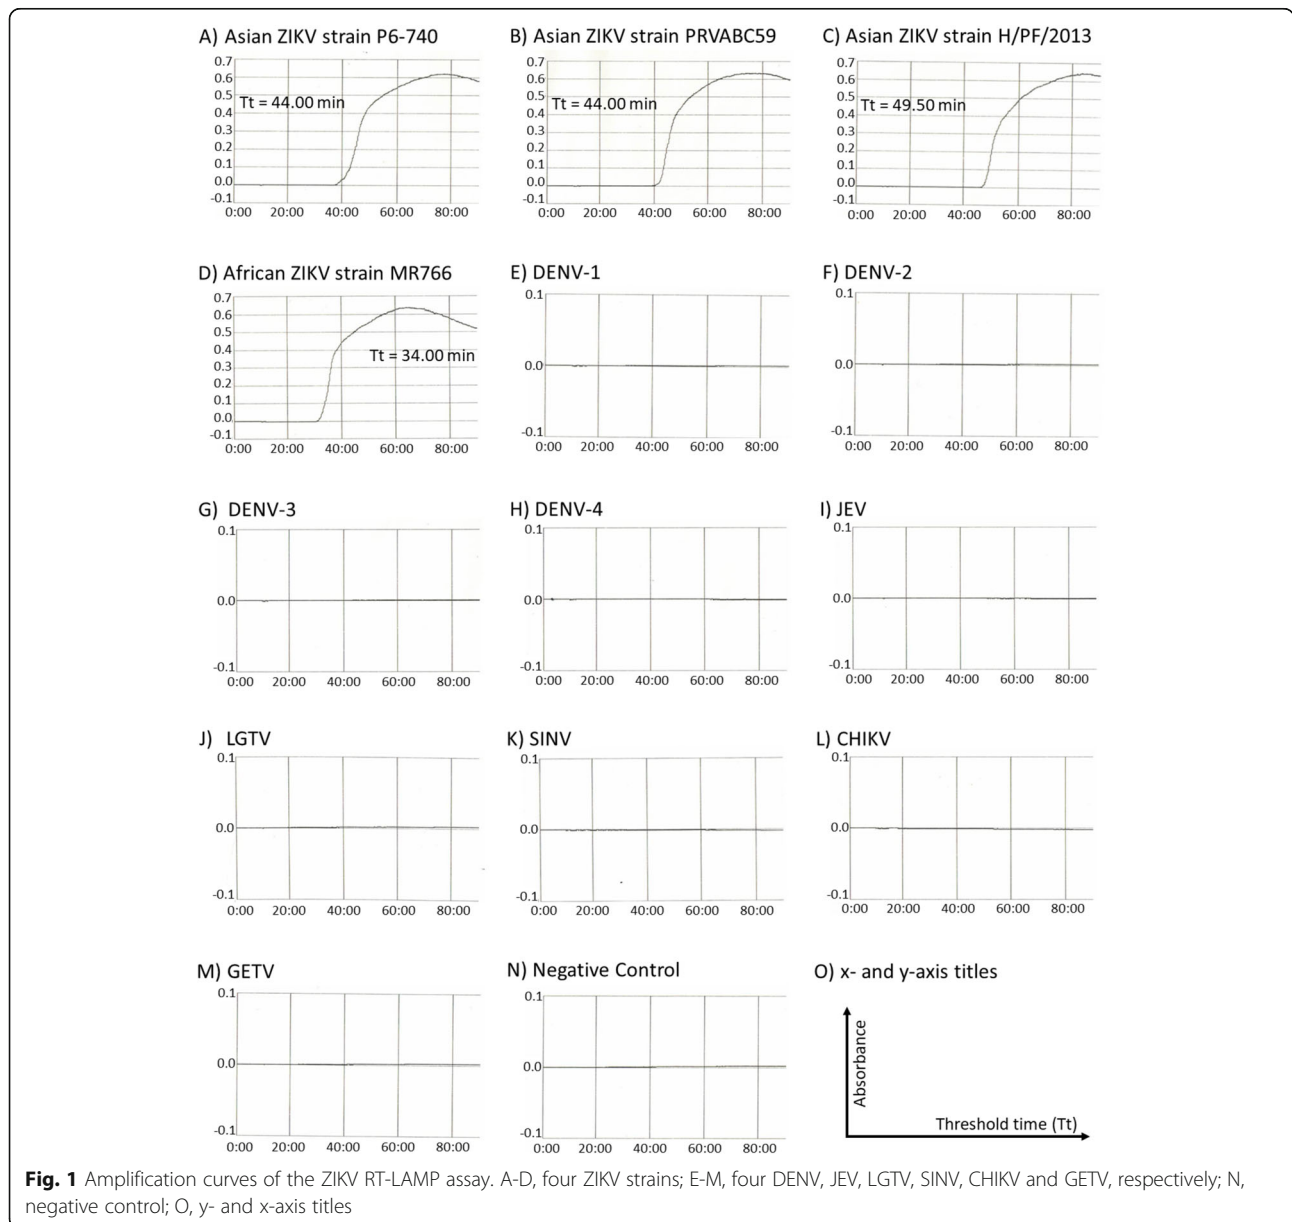 A) Asian ZIKV strain P6-740
B) Asian ZIKV strain PRVABC59
C) Asian ZIKV strain H/PF/2013
0.7
0.6
0.5
0.4
0.3
0.2
0.1
0.0
-0.1
Tt = 44.00 min
0:00 20:00 40:00 60:00 80:00
0.7
0.6
0.5
0.4
0.3
0.2
0.1
0.0
-0.1
Tt = 44.00 min
0:00 20:00 40:00 60:00 80:00
0.7
0.6
0.5
0.4
0.3
0.2
0.1
0.0
-0.1
Tt = 49.50 min
0:00 20:00 40:00 60:00 80:00
D) African ZIKV strain MR766
E) DENV-1
F) DENV-2
0.7
0.6
0.5
0.4
0.3
0.2
0.1
0.0
-0.1
Tt = 34.00 min
0:00 20:00 40:00 60:00 80:00
0.1
0.0
-0.1
0:00 20:00 40:00 60:00 80:00
0.1
0.0
-0.1
0:00 20:00 40:00 60:00 80:00
G) DENV-3
H) DENV-4
I) JEV
0.1
0.0
-0.1
0:00 20:00 40:00 60:00 80:00
0.1
0.0
-0.1
0:00 20:00 40:00 60:00 80:00
0.1
0.0
-0.1
0:00 20:00 40:00 60:00 80:00
J) LGTV
K) SINV
L) CHIKV
0.1
0.0
-0.1
0:00 20:00 40:00 60:00 80:00
0.1
0.0
-0.1
0:00 20:00 40:00 60:00 80:00
0.1
0.0
-0.1
0:00 20:00 40:00 60:00 80:00
M) GETV
N) Negative Control
O) x- and y-axis titles
0.1
0.0
-0.1
0:00 20:00 40:00 60:00 80:00
0.1
0.0
-0.1
0:00 20:00 40:00 60:00 80:00
Absorbance
Threshold time (Tt)
Fig. 1 Amplification curves of the ZIKV RT-LAMP assay. A-D, four ZIKV strains; E-M, four DENV, JEV, LGTV, SINV, CHIKV and GETV, respectively; N,
negative control; O, y- and x-axis titles